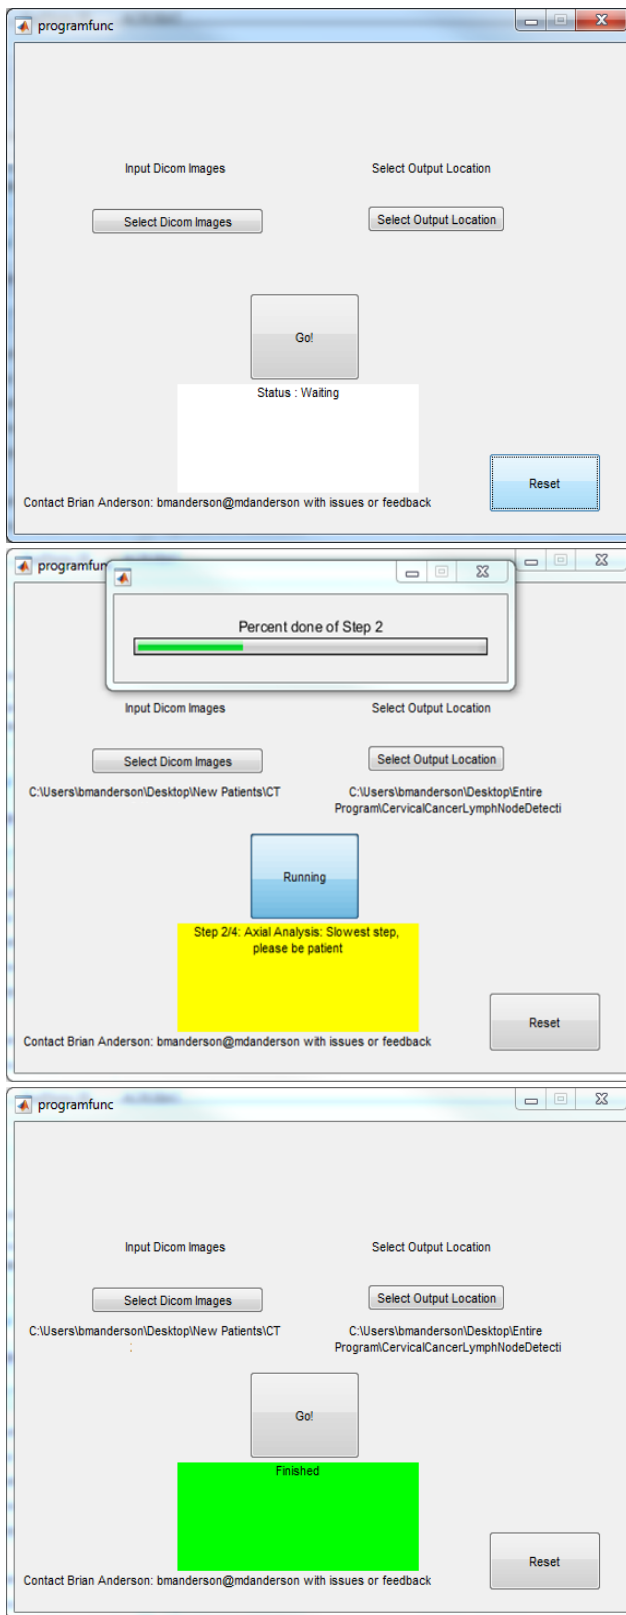 programfunc
Input Dicom Images
Select Output Location
Select Dicom Images
Select Output Location
Go!
Status : Waiting
Reset
Contact Brian Anderson: bmanderson@mdanderson with issues or feedback
programfun
Percent done of Step 2
Input Dicom Images
Select Output Location
Select Dicom Images
Select Output Location
C:\Users\bmanderson\Desktop\New Patients\CT
C:\Users\bmanderson\Desktop\Entire
Program\CervicalCancerLymphNodeDetecti
Running
Step 2/4: Axial Analysis: Slowest step,
please be patient
Reset
Contact Brian Anderson: bmanderson@mdanderson with issues or feedback
programfunc
Input Dicom Images
Select Output Location
Select Dicom Images
Select Output Location
C:\Users\bmanderson\Desktop\New Patients\CT
C:\Users\bmanderson\Desktop\Entire
Program\CervicalCancerLymphNodeDetecti
Go!
Finished
Reset
Contact Brian Anderson: bmanderson@mdanderson with issues or feedback